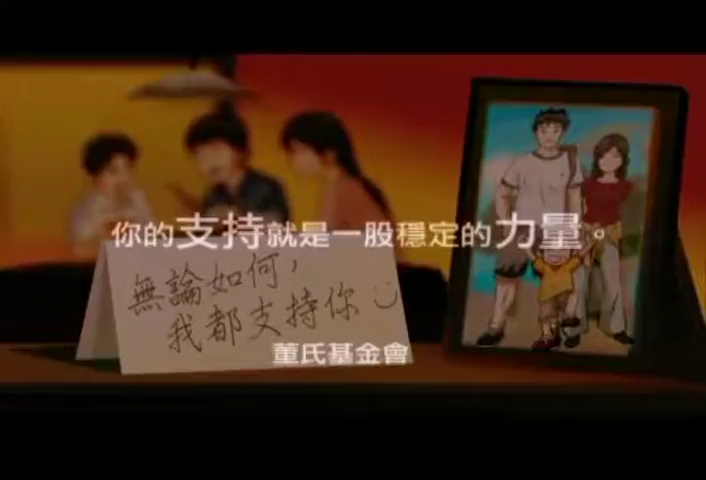 你的支持就是一股穩定的力量。
無論如何,
我都支持你
董氏基金會